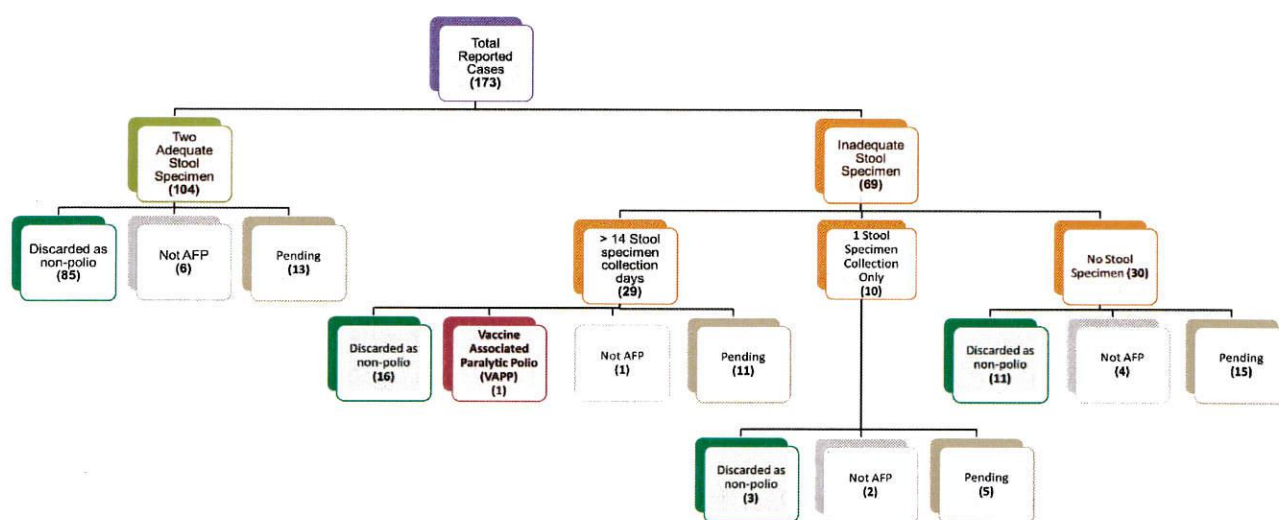 Total
Reported
Cases
(173)
Two
Adequate
Stool
Specimen
(104)
Inadequate
Stool
Specimen
(69)
Discarded as
non-polio
(85)
Not AFP
(6)
Pending
(13)
> 14 Stool
specimen
collection
days
(29)
1 Stool
Specimen
Collection
Only
(10)
No Stool
Specimen (30)
Discarded as
non-polio
(16)
Vaccine
Associated
Paralytic Polio
(VAPP)
(1)
Not AFP
(1)
Pending
(11)
Discarded as
non-polio
(11)
Not AFP
(4)
Pending
(15)
Discarded as
non-polio
(3)
Not AFP
(2)
Pending
(5)